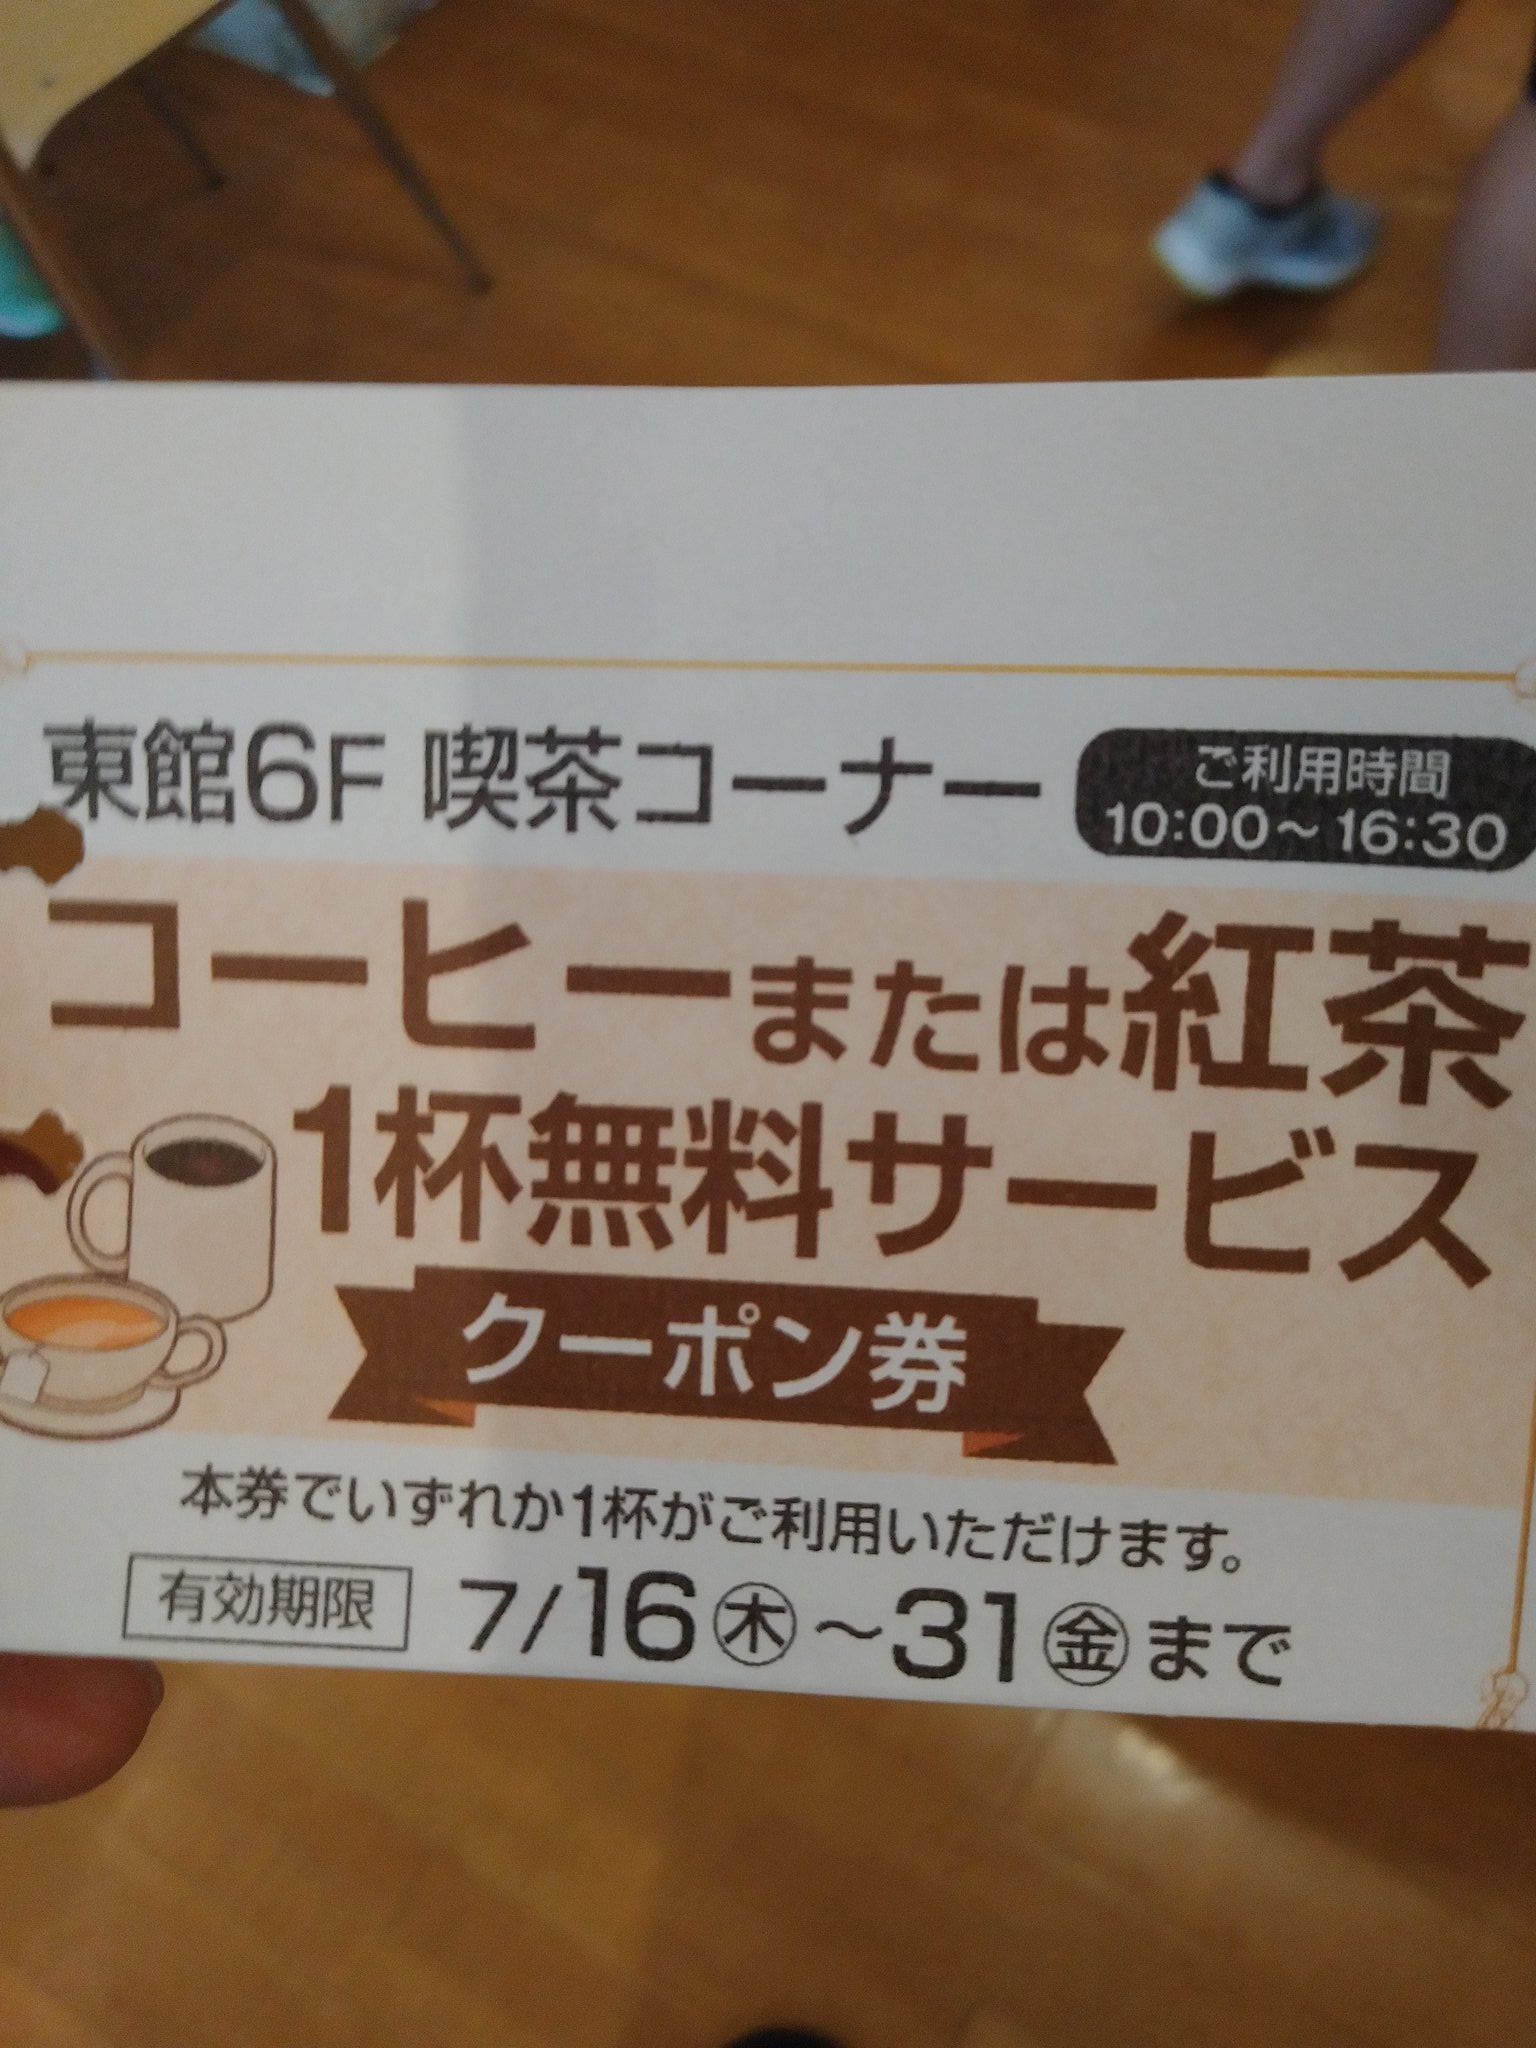 東館6F 喫茶コーナー
ご利用時間
10:00～16:30
コーヒーまたは紅茶
1杯無料サービス
クーポン券
本券でいずれか1杯がご利用いただけます。
有効期限 7/16㊍～31㊎まで